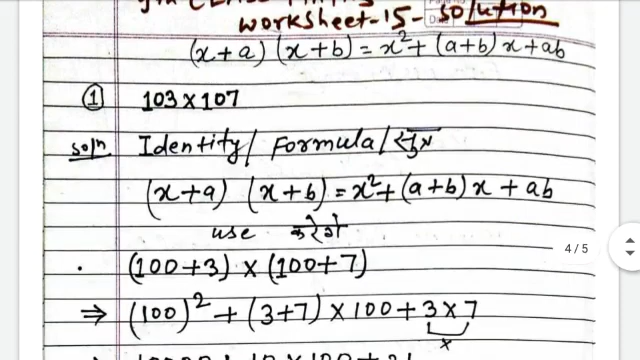 WORKSHEET-15- Solution
(x+a) (x+b) = x²+ (a+b) x + ab
① 103 x 107
Soln Identity / Formula / सूत्र
(x+a) (x+b) = x²+(a+b) x + ab
use करेंगे
(100+3) x (100+7)
⇒ (100)² + (3+7) x 100 + 3 x 7
x
4 / 5